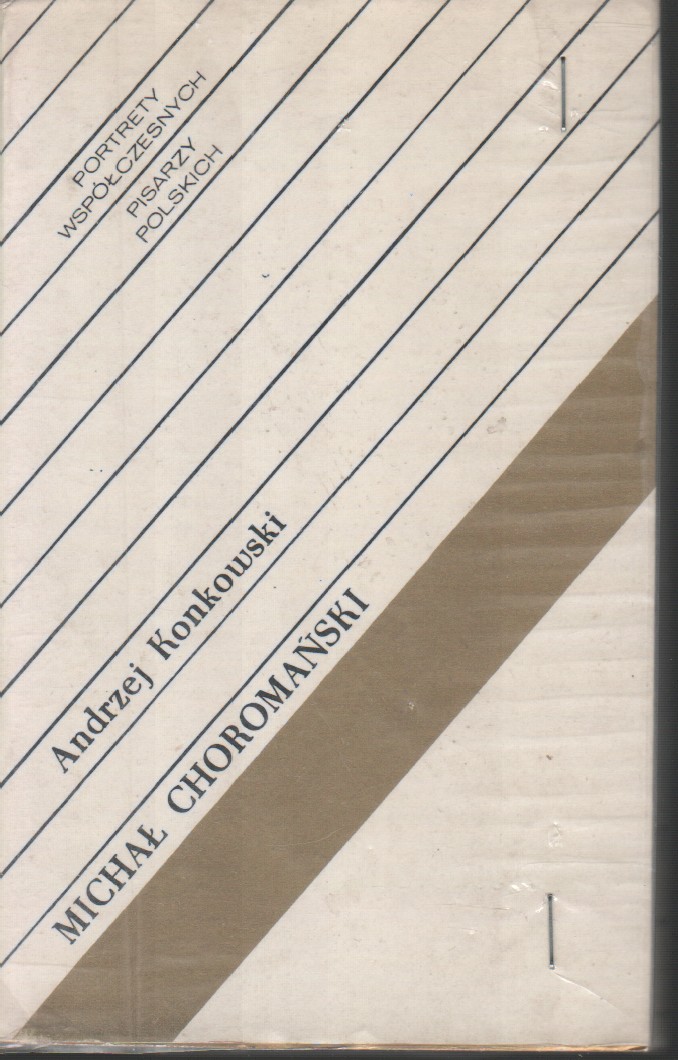 PORTRETY
WSPÓŁCZESNYCH
PISARZY
POLSKICH
Andrzej Konkowski
MICHAŁ CHOROMAŃSKI